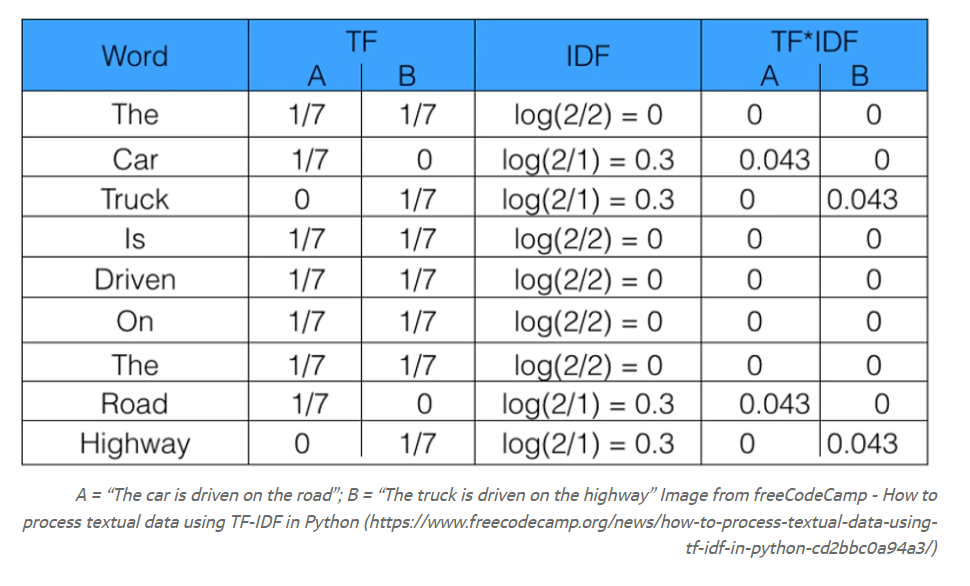 Word TF IDF TF*IDF
A B A B
The 1/7 1/7 log(2/2) = 0 0 0
Car 1/7 0 log(2/1) = 0.3 0.043 0
Truck 0 1/7 log(2/1) = 0.3 0 0.043
Is 1/7 1/7 log(2/2) = 0 0 0
Driven 1/7 1/7 log(2/2) = 0 0 0
On 1/7 1/7 log(2/2) = 0 0 0
The 1/7 1/7 log(2/2) = 0 0 0
Road 1/7 0 log(2/1) = 0.3 0.043 0
Highway 0 1/7 log(2/1) = 0.3 0 0.043
A = “The car is driven on the road”; B = “The truck is driven on the highway” Image from freeCodeCamp - How to
process textual data using TF-IDF in Python (https://www.freecodecamp.org/news/how-to-process-textual-data-using-
tf-idf-in-python-cd2bbc0a94a3/)